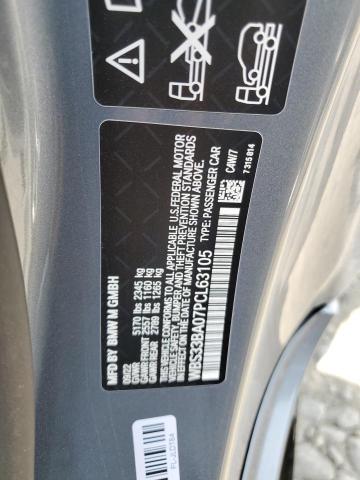 MFD BY:
BMW M GMBH
09/22
GVWR 5170 lbs 2345 kg
GAWR FRONT 2557 lbs 1160 kg
GAWR REAR 2789 lbs 1265 kg
THIS VEHICLE CONFORMS TO ALL APPLICABLE U.S. FEDERAL MOTOR
VEHICLE SAFETY, BUMPER, AND THEFT PREVENTION
STANDARDS IN EFFECT ON THE DATE OF MANUFACTURE SHOWN ABOVE.
WBS33BA07PCL63105 TYPE: PASSENGER CAR
C4W/7
7 315 814